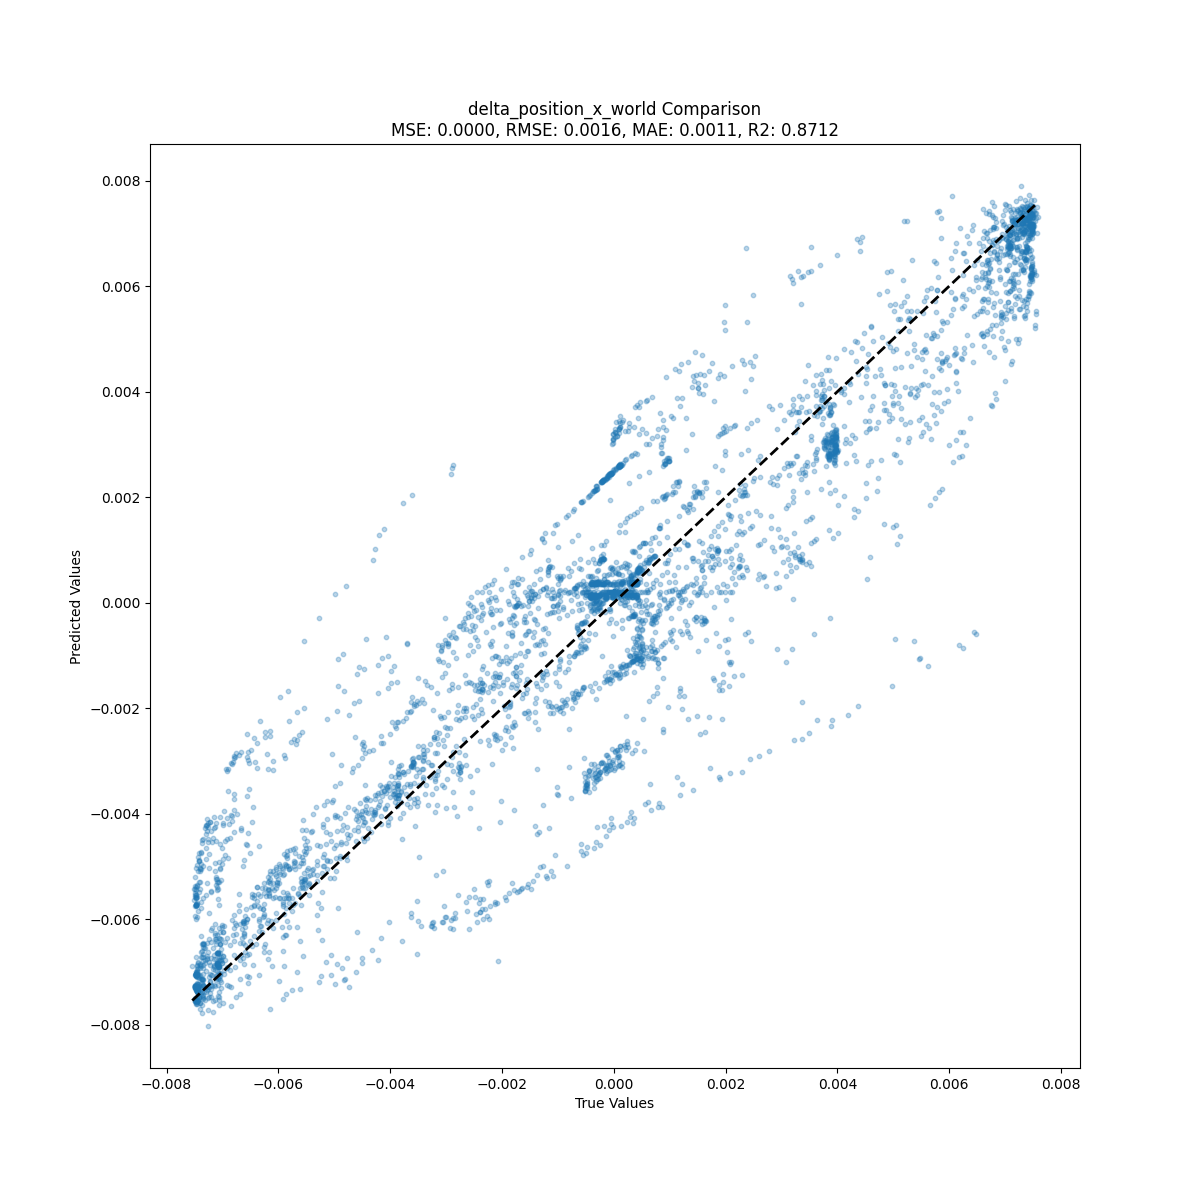 delta_position_x_world Comparison
MSE: 0.0000, RMSE: 0.0016, MAE: 0.0011, R2: 0.8712
Predicted Values
0.008
0.006
0.004
0.002
0.000
−0.002
−0.004
−0.006
−0.008
−0.008 −0.006 −0.004 −0.002 0.000 0.002 0.004 0.006 0.008
True Values